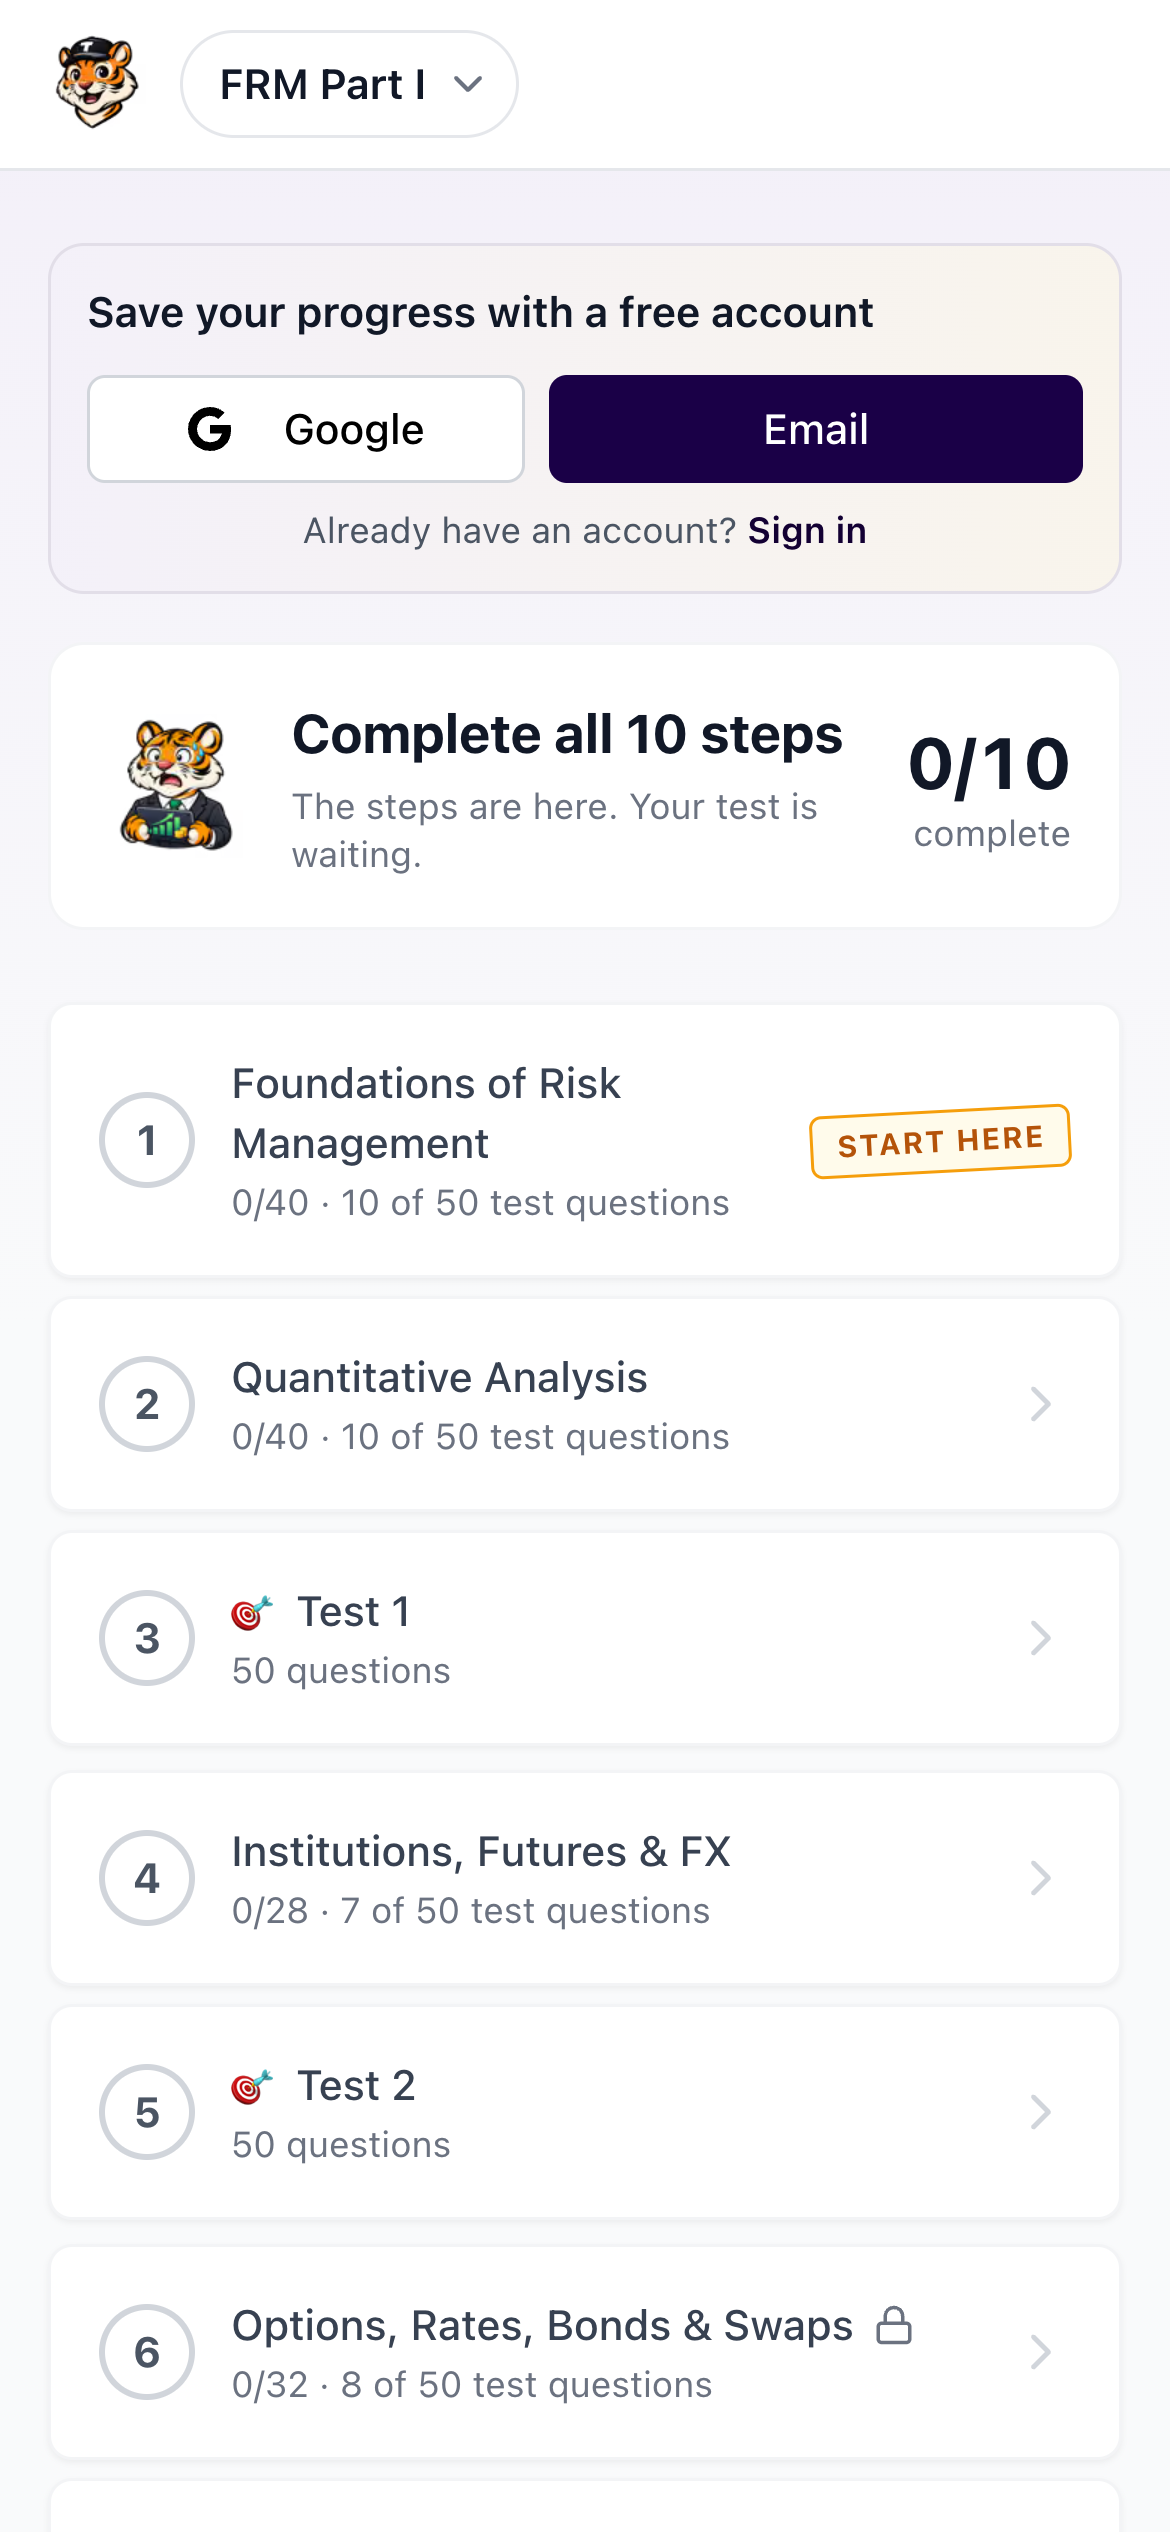 T
FRM Part I
Save your progress with a free account
G Google
Email
Already have an account? Sign in
Complete all 10 steps
The steps are here. Your test is
waiting.
0/10
complete
1
Foundations of Risk
Management
0/40 · 10 of 50 test questions
START HERE
2
Quantitative Analysis
0/40 · 10 of 50 test questions
3
Test 1
50 questions
4
Institutions, Futures & FX
0/28 · 7 of 50 test questions
5
Test 2
50 questions
6
Options, Rates, Bonds & Swaps
0/32 · 8 of 50 test questions